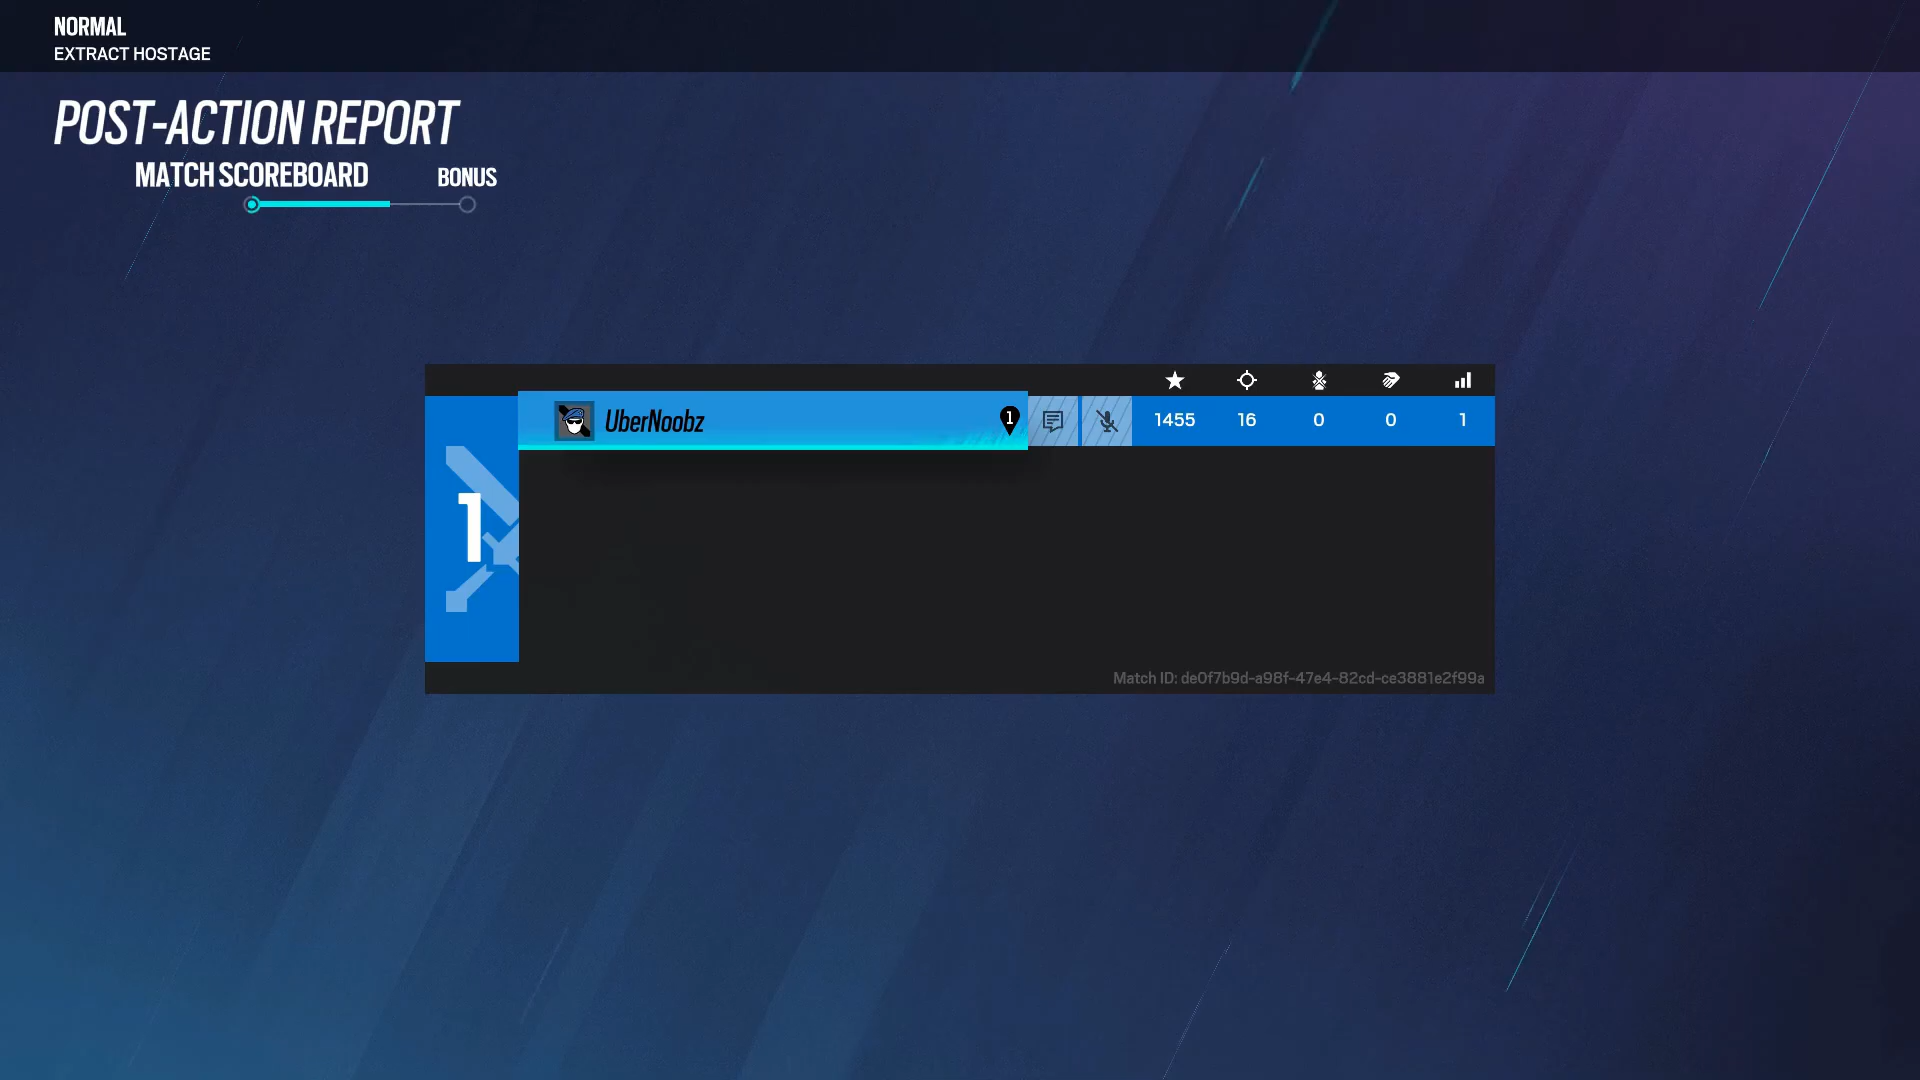 NORMAL
EXTRACT HOSTAGE
POST-ACTION REPORT
MATCH SCOREBOARD
BONUS
UberNoobz
1
1455
16
0
0
1
1
Match ID: de0f7b9d-a98f-47e4-82cd-ce3881e2f99a